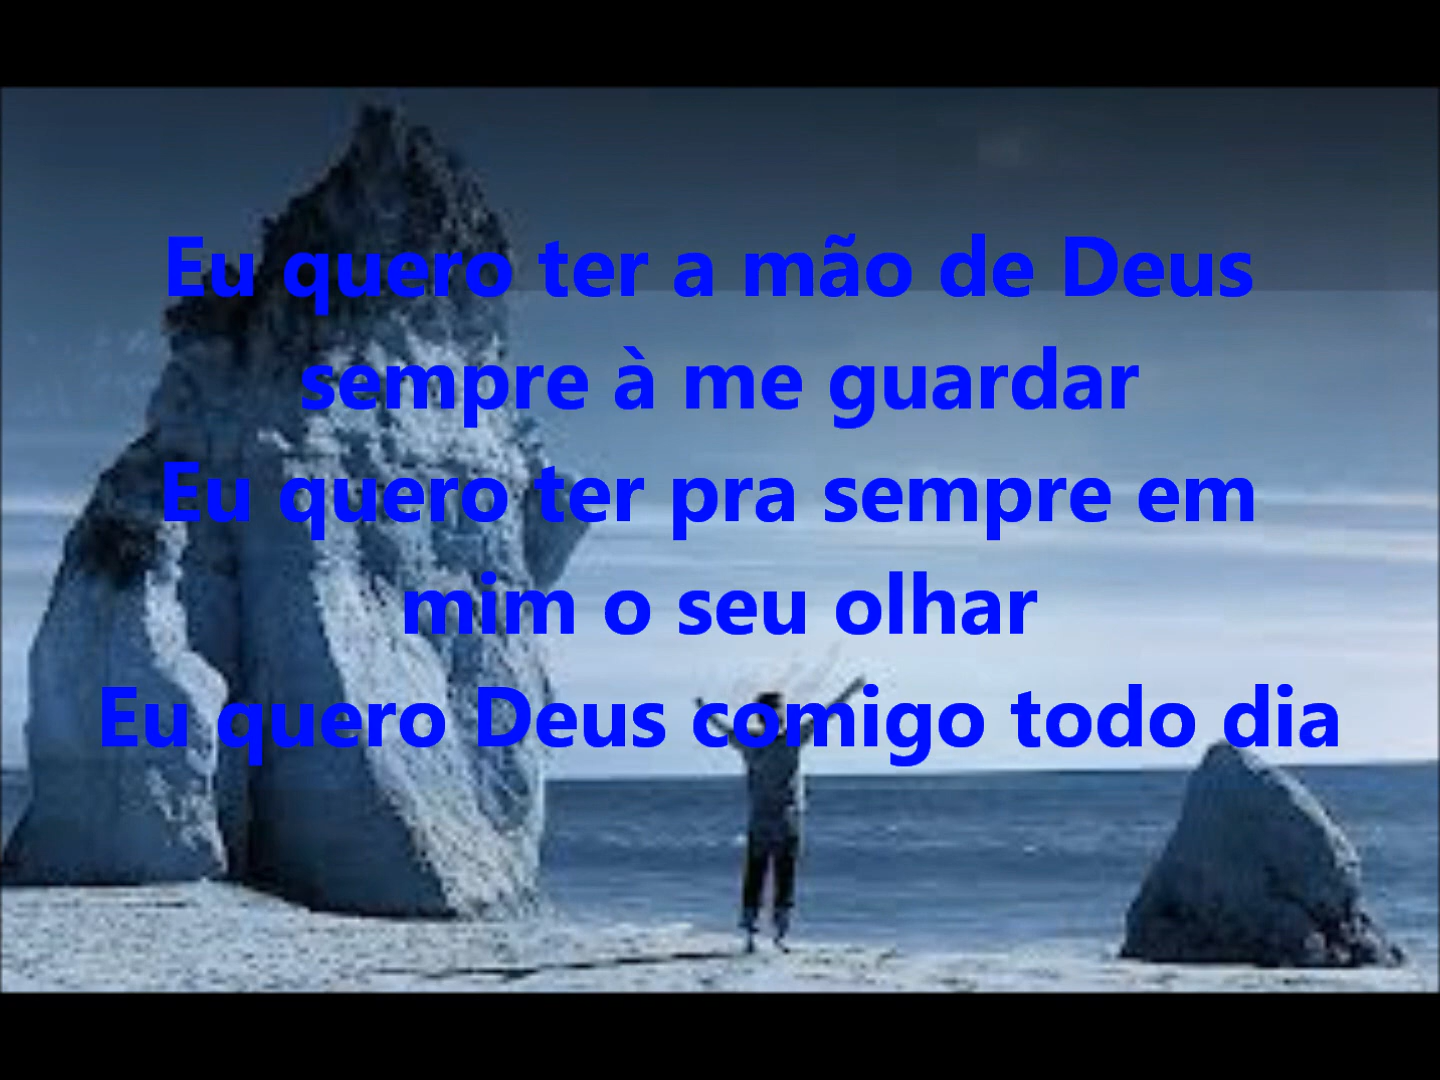 Eu quero ter a mão de Deus
sempre à me guardar
Eu quero ter pra sempre em
mim o seu olhar
Eu quero Deus comigo todo dia